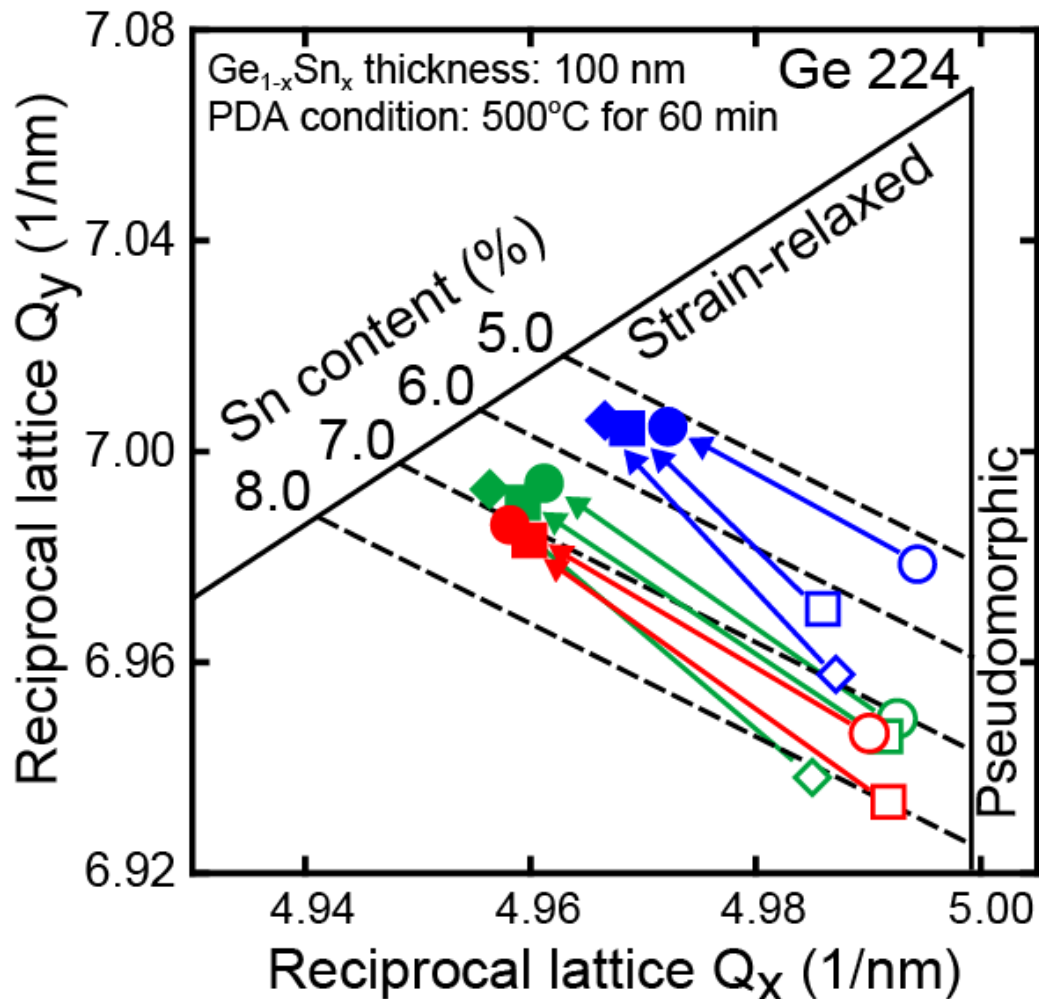 7.08
7.04
7.00
6.96
6.92
Reciprocal lattice Qy (1/nm)
Ge1-xSnx thickness: 100 nm
PDA condition: 500ºC for 60 min
Ge 224
Strain-relaxed
Sn content (%)
5.0
6.0
7.0
8.0
Pseudomorphic
4.94
4.96
4.98
5.00
Reciprocal lattice Qx (1/nm)